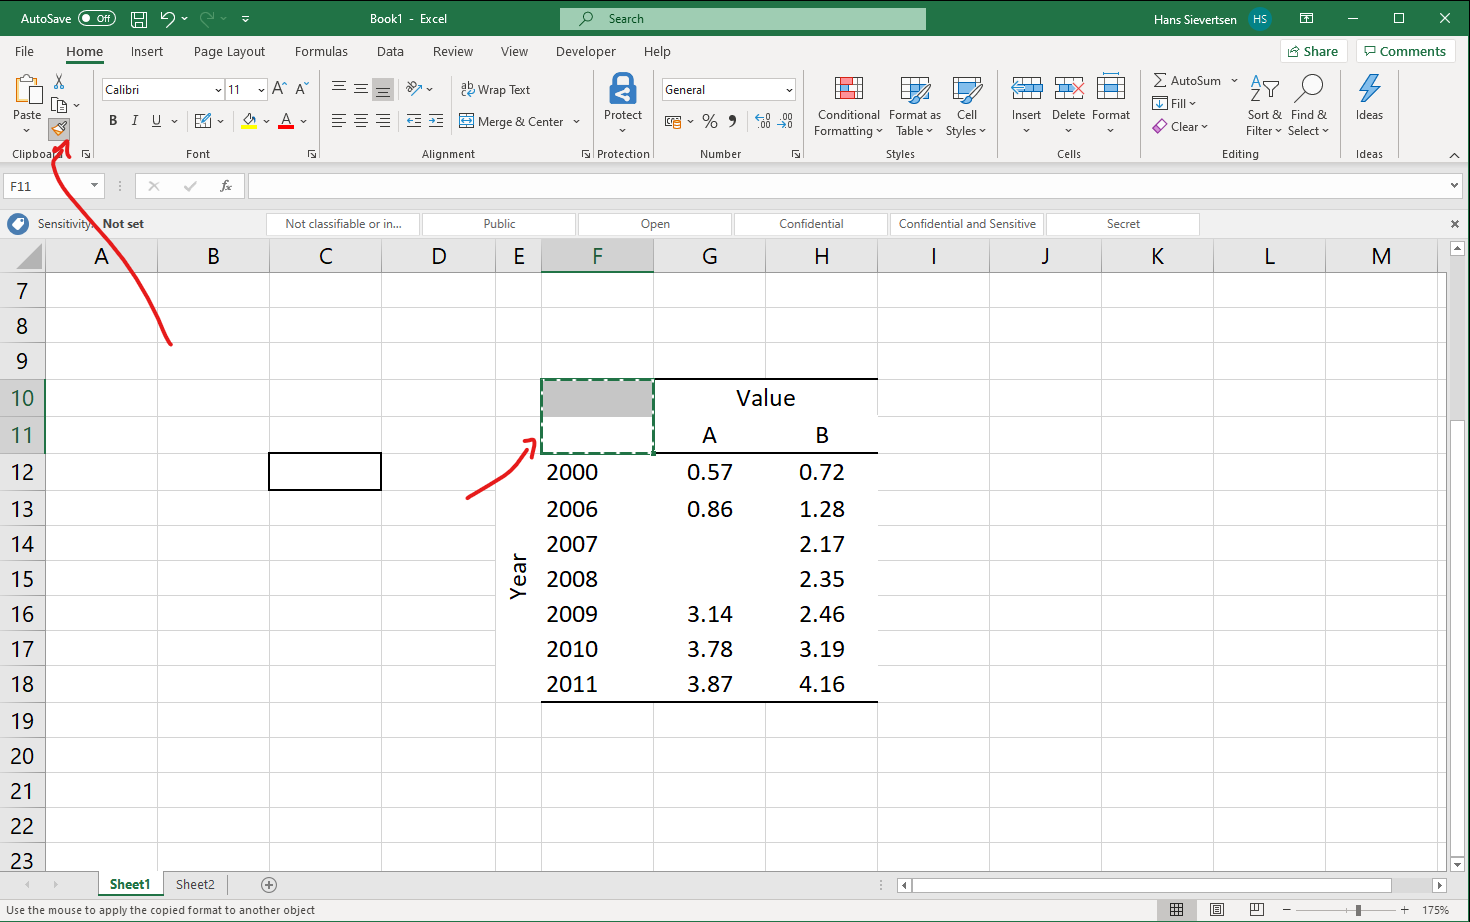 AutoSave Off Book1 - Excel Search Hans Sievertsen HS
File Home Insert Page Layout Formulas Data Review View Developer Help Share Comments
Paste
Clipboard
Calibri 11
B I U A
Font
Wrap Text
Merge & Center
Alignment
Protect
Protection
General
Number
Conditional Formatting
Format as Table
Cell Styles
Styles
Insert Delete Format
Cells
AutoSum
Fill
Clear
Sort & Filter
Find & Select
Editing
Ideas
Ideas
F11 fx
Sensitivity: Not set Not classifiable or in... Public Open Confidential Confidential and Sensitive Secret
A B C D E F G H I J K L M
7
8
9
10 Value
11 A B
12 2000 0.57 0.72
13 2006 0.86 1.28
14 2007 2.17
15 2008 2.35
Year
16 2009 3.14 2.46
17 2010 3.78 3.19
18 2011 3.87 4.16
19
20
21
22
23
Sheet1 Sheet2
Use the mouse to apply the copied format to another object 175%